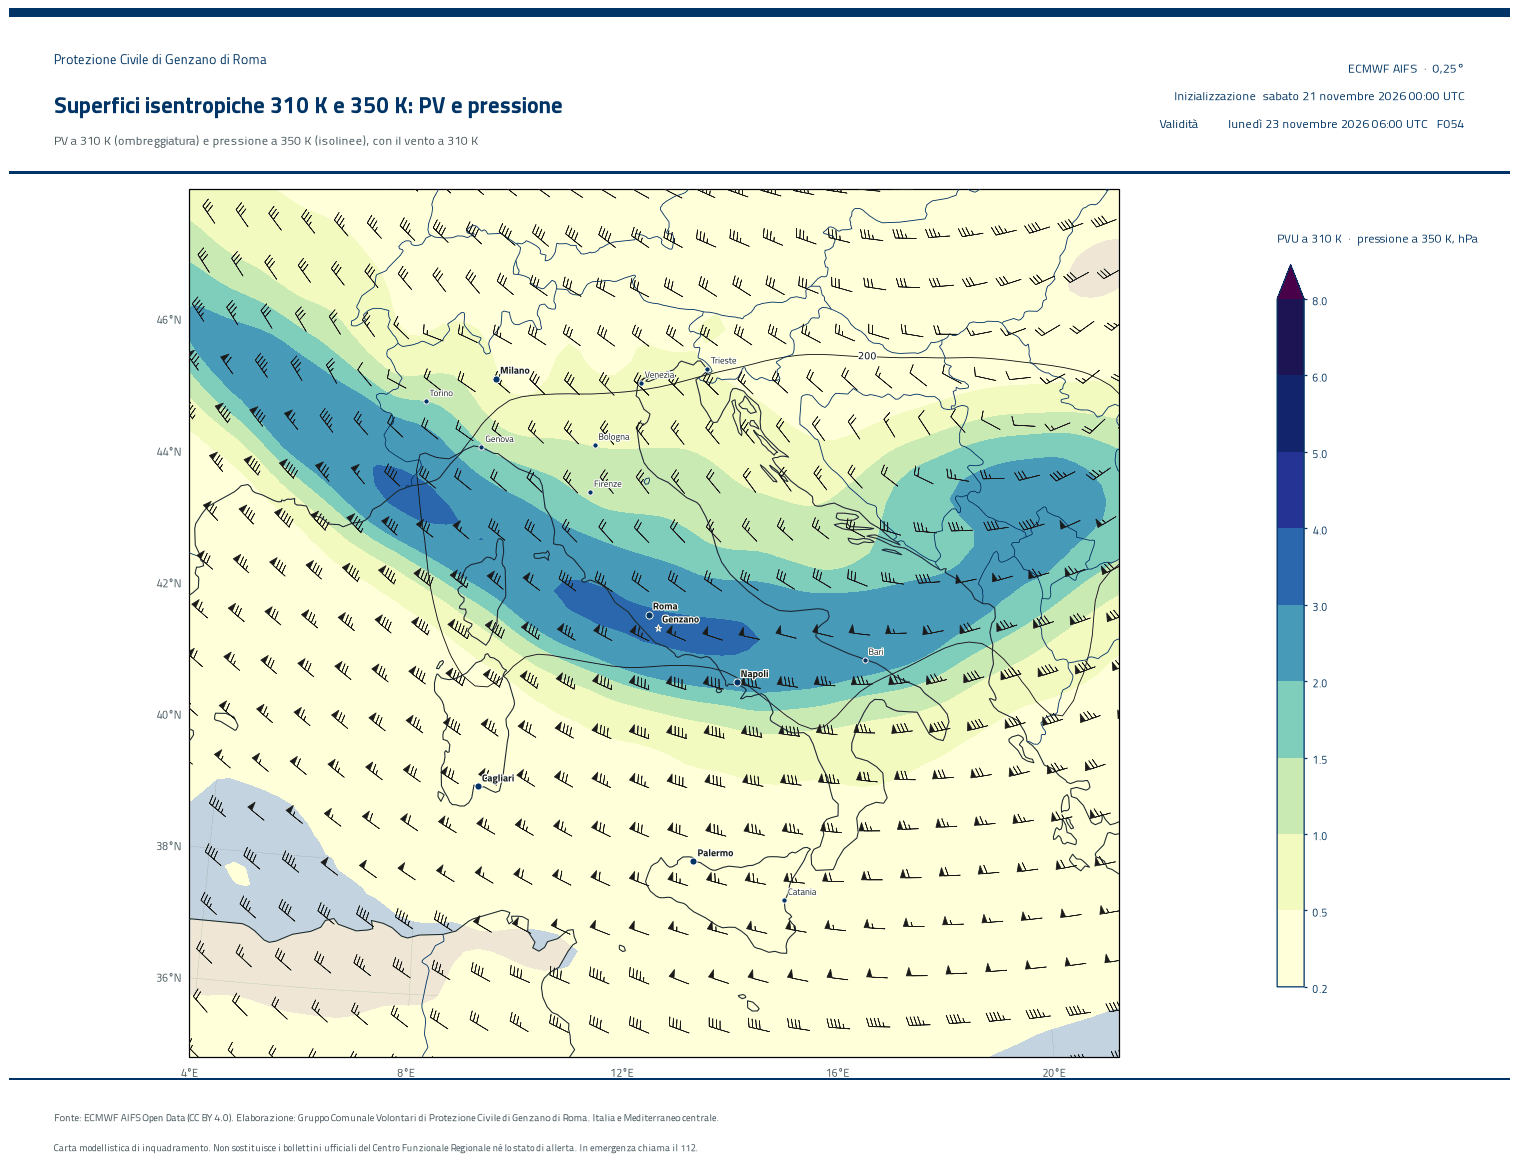 Protezione Civile di Genzano di Roma
Superfici isentropiche 310 K e 350 K: PV e pressione
PV a 310 K (ombreggiatura) e pressione a 350 K (isolinee), con il vento a 310 K
ECMWF AIFS · 0,25°
Inizializzazione sabato 21 novembre 2026 00:00 UTC
Validità lunedì 23 novembre 2026 06:00 UTC F054
PVU a 310 K · pressione a 350 K, hPa
8.0
6.0
5.0
4.0
3.0
2.0
1.5
1.0
0.5
0.2
46°N
44°N
42°N
40°N
38°N
36°N
4°E
8°E
12°E
16°E
20°E
200
Trieste
Milano
Venezia
Torino
Bologna
Genova
Firenze
Roma
Genzano
Bari
Napoli
Cagliari
Palermo
Catania
Fonte: ECMWF AIFS Open Data (CC BY 4.0). Elaborazione: Gruppo Comunale Volontari di Protezione Civile di Genzano di Roma. Italia e Mediterraneo centrale.
Carta modellistica di inquadramento. Non sostituisce i bollettini ufficiali del Centro Funzionale Regionale né lo stato di allerta. In emergenza chiama il 112.